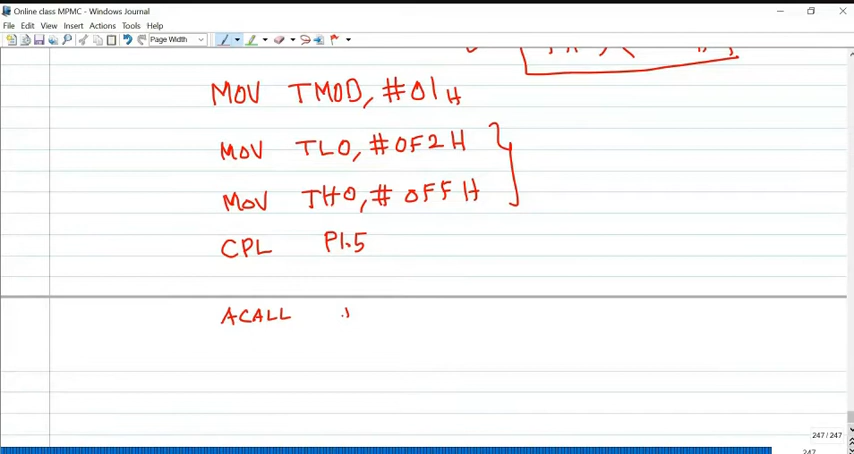 Online class MPMC - Windows Journal
File Edit View Insert Actions Tools Help
Page Width
MOV TMOD, #01H
MOV TL0, #0F2H
MOV TH0, #0FFH
CPL P1.5
ACALL
247 / 247
247